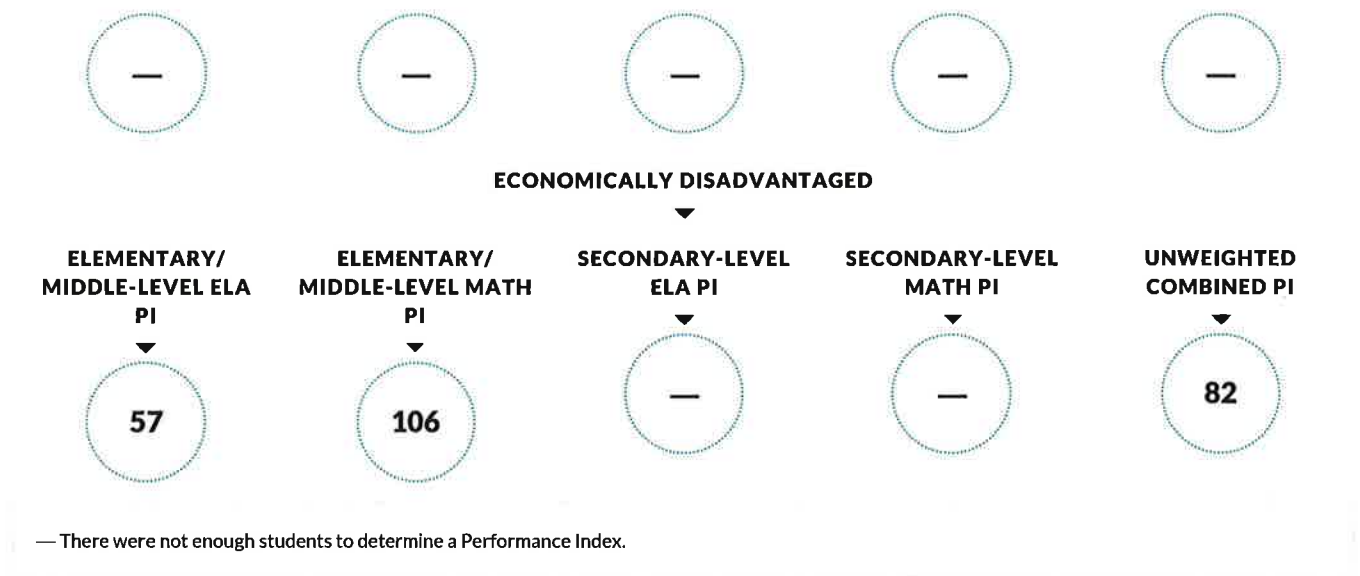 — — — — —
ECONOMICALLY DISADVANTAGED
ELEMENTARY/
MIDDLE-LEVEL ELA
PI
ELEMENTARY/
MIDDLE-LEVEL MATH
PI
SECONDARY-LEVEL
ELA PI
SECONDARY-LEVEL
MATH PI
UNWEIGHTED
COMBINED PI
57
106
—
—
82
— There were not enough students to determine a Performance Index.